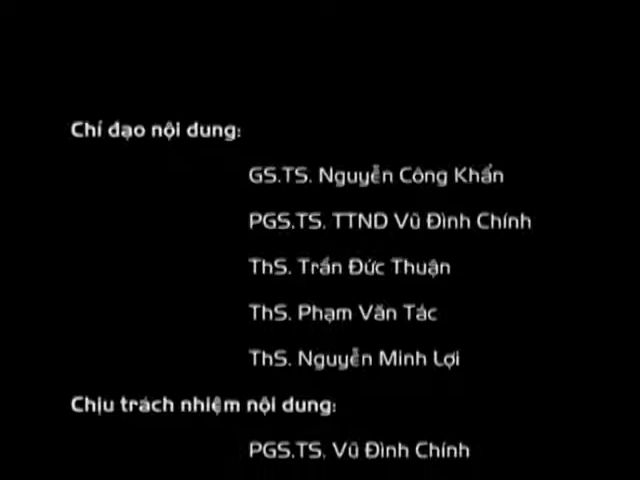 Chỉ đạo nội dung:
GS.TS. Nguyễn Công Khẩn
PGS.TS. TTND Vũ Đình Chính
ThS. Trần Đức Thuận
ThS. Phạm Văn Tác
ThS. Nguyễn Minh Lợi
Chịu trách nhiệm nội dung:
PGS.TS. Vũ Đình Chính